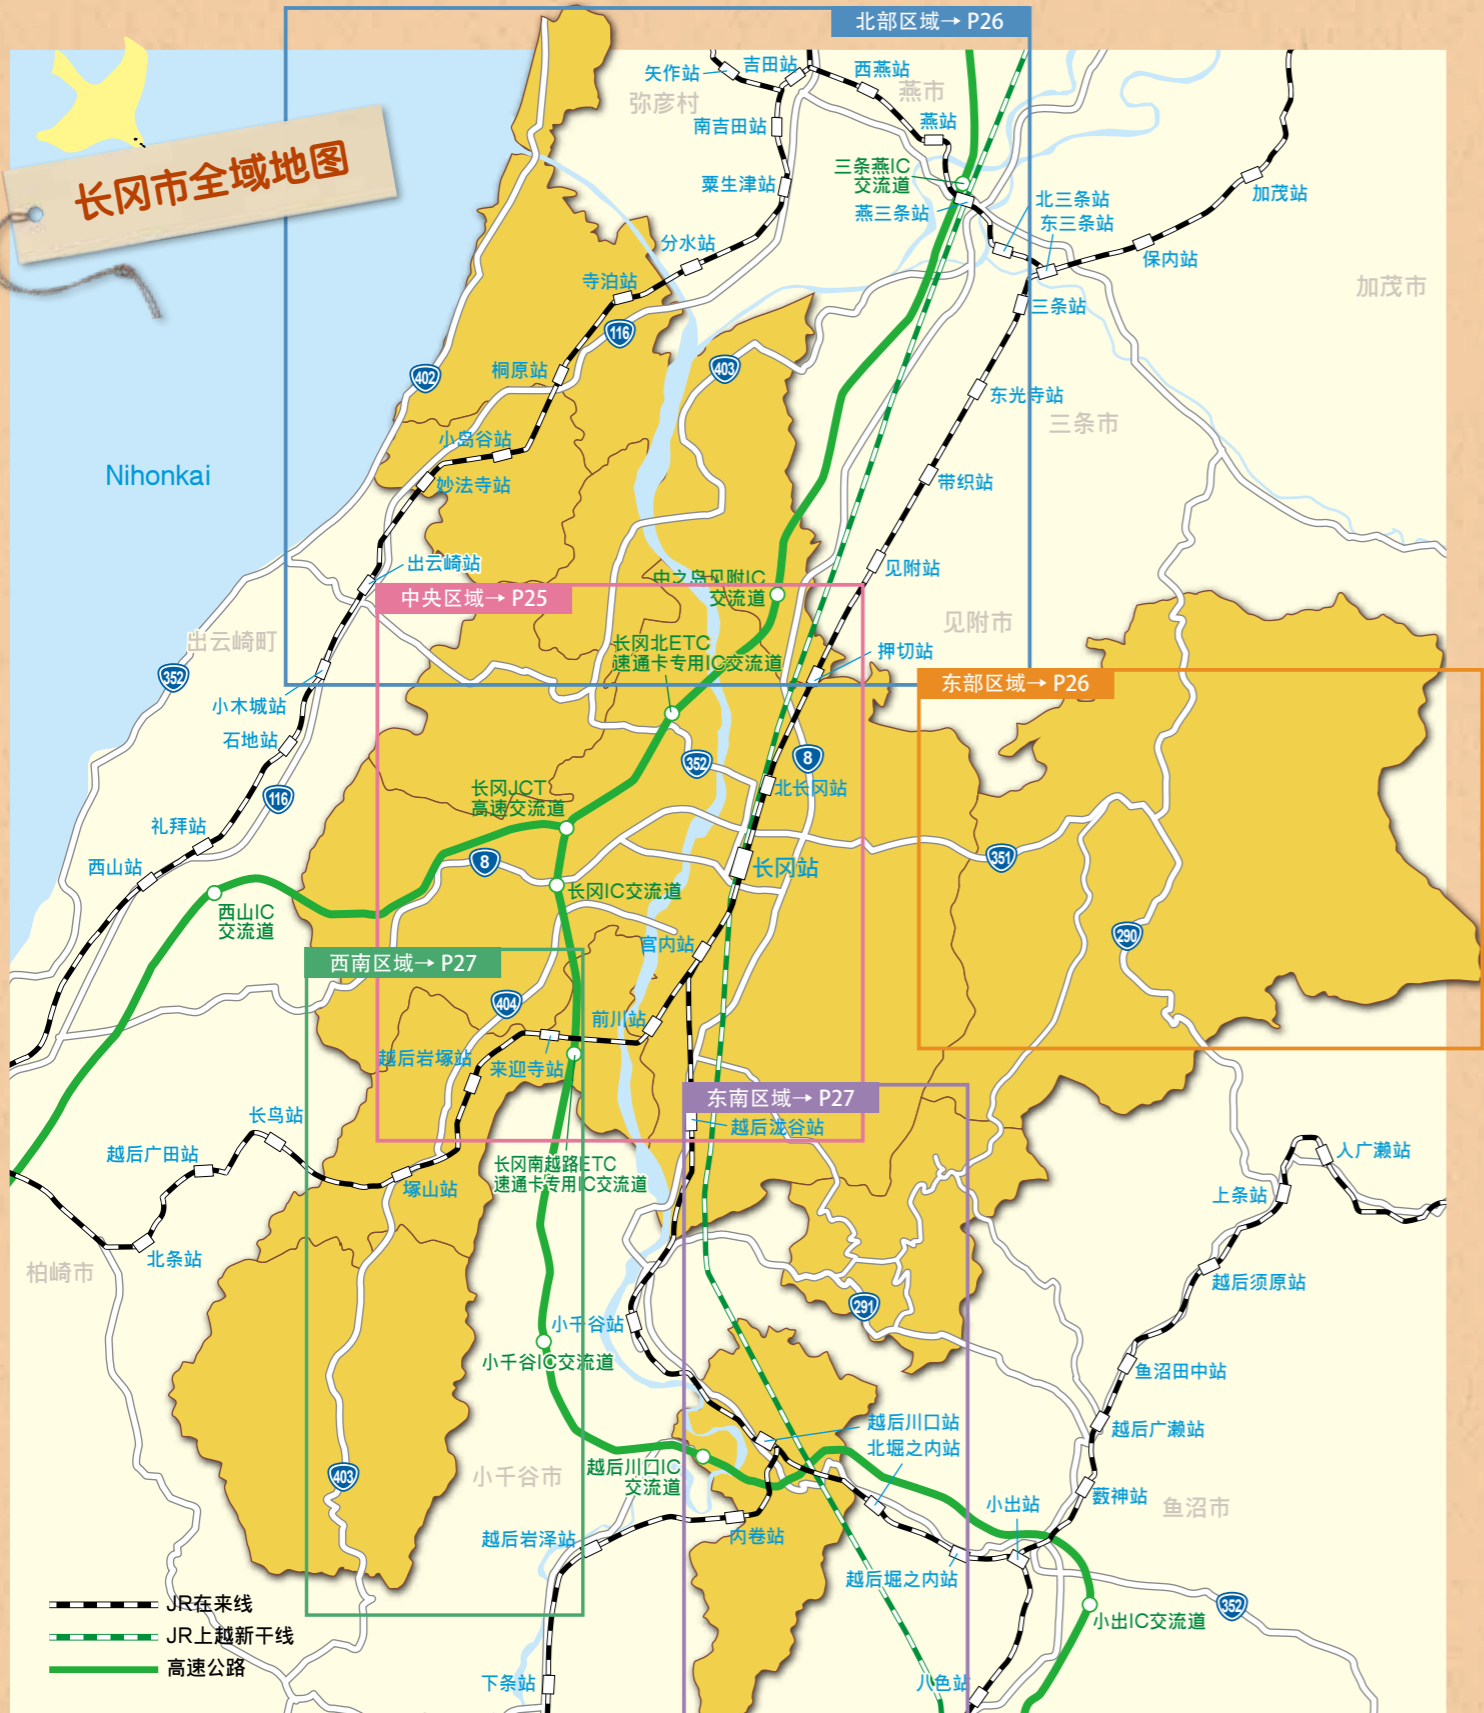 北部区域→ P26
长冈市全域地图
矢作站
吉田站
西燕站
弥彦村
燕市
南吉田站
燕站
三条燕IC
交流道
粟生津站
燕三条站
北三条站
东三条站
加茂站
分水站
保内站
寺泊站
加茂市
三条站
116
桐原站
403
402
东光寺站
三条市
小岛谷站
Nihonkai
妙法寺站
带织站
出云崎站
见附站
中之岛见附IC
交流道
中央区域→ P25
出云崎町
长冈北ETC
速通卡专用IC交流道
见附市
押切站
352
东部区域→ P26
小木城站
石地站
352
8
长冈JCT
高速交流道
北长冈站
116
礼拜站
西山站
8
351
长冈站
长冈IC交流道
西山IC
交流道
290
宫内站
西南区域→ P27
404
前川站
越后岩塚站
来迎寺站
东南区域→ P27
长鸟站
越后泷谷站
越后广田站
长冈南越路ETC
速通卡专用IC交流道
塚山站
入广濑站
上条站
北条站
柏崎市
越后须原站
291
小千谷站
小千谷IC交流道
鱼沼田中站
越后川口站
北堀之内站
越后广濑站
403
小千谷市
越后川口IC
交流道
薮神站
小出站
鱼沼市
越后岩泽站
内卷站
越后堀之内站
352
小出IC交流道
JR在来线
JR上越新干线
高速公路
下条站
八色站